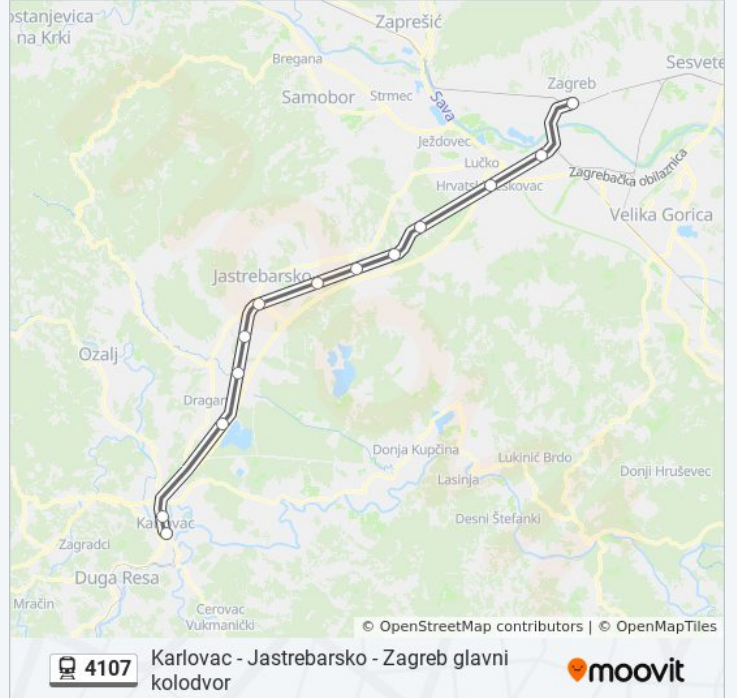 ostanjevica
na Krki
Zaprešić
Bregana
Sesvete
Zagreb
Samobor
Strmec
Sava
Ježdovec
Lučko
Zagrebačka obilaznica
Hrvatski
eskovac
Velika Gorica
Jastrebarsko
Ozalj
Dragan
Donja Kupčina
Lukinić Brdo
Lasinja
Donji Hruševec
Desni Štefanki
Karlovac
Zagradci
Duga Resa
Mračin
Cerovac
Vukmanički
© OpenStreetMap contributors | © OpenMapTiles
4107
Karlovac - Jastrebarsko - Zagreb glavni
kolodvor
moovit